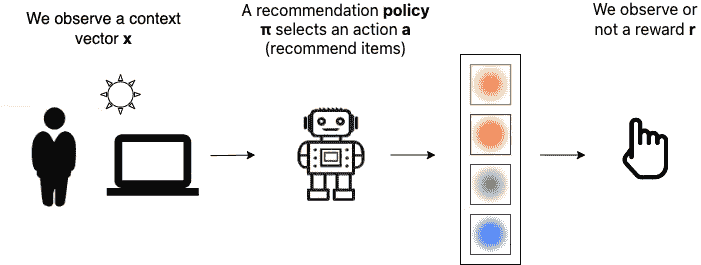 We observe a context
vector x
A recommendation policy
π selects an action a
(recommend items)
We observe or
not a reward r